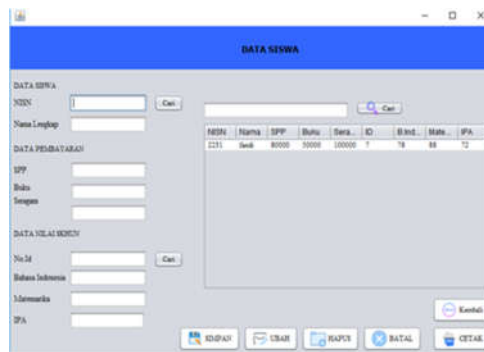 DATA SISWA
DATA SISWA
NISN
Cari
Cari
Nama Lengkap
NISN Nama SPP Buku Sera... ID B.Ind... Mate... IPA
2251 80000 50000 100000 7 78 88 72
DATA PEMBAYARAN
SPP
Buku
Seragam
DATA NILAI SKHUN
No.Id
Cari
Bahasa Indonesia
Matematika
IPA
Kembali
SIMPAN UBAH HAPUS BATAL CETAK